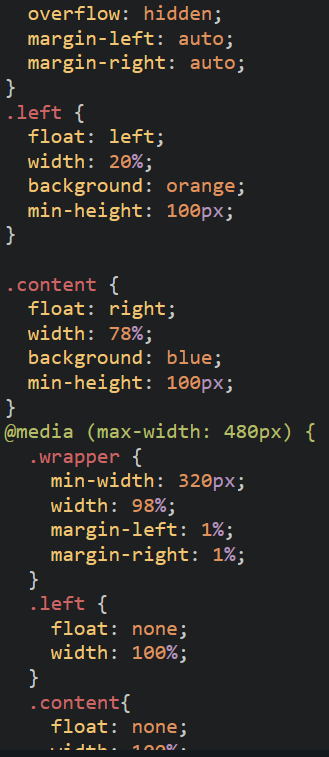 overflow: hidden;
margin-left: auto;
margin-right: auto;
}
.left {
float: left;
width: 20%;
background: orange;
min-height: 100px;
}
.content {
float: right;
width: 78%;
background: blue;
min-height: 100px;
}
@media (max-width: 480px) {
.wrapper {
min-width: 320px;
width: 98%;
margin-left: 1%;
margin-right: 1%;
}
.left {
float: none;
width: 100%;
}
.content{
float: none;
width: 100%;